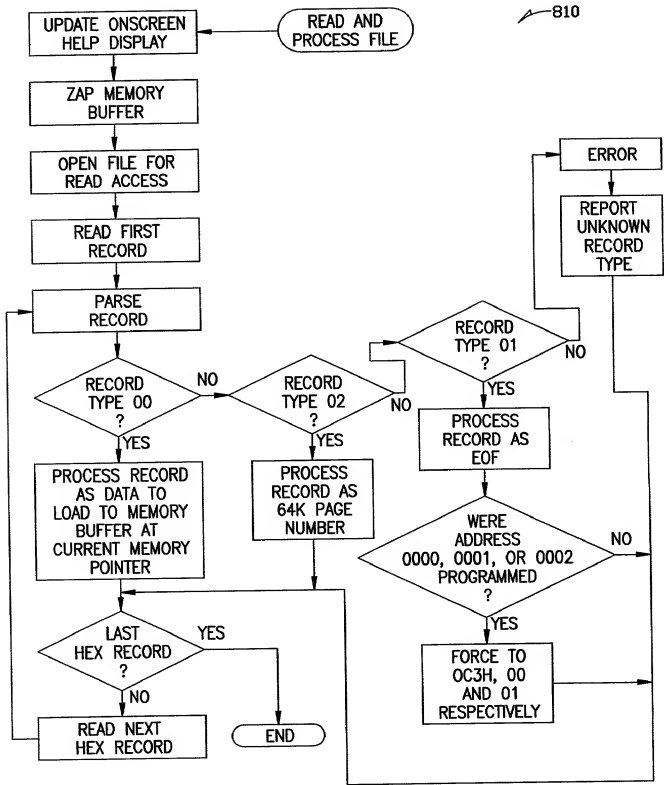 READ AND
PROCESS FILE
810
UPDATE ONSCREEN
HELP DISPLAY
ZAP MEMORY
BUFFER
OPEN FILE FOR
READ ACCESS
READ FIRST
RECORD
PARSE
RECORD
RECORD
TYPE 00
?
NO
YES
RECORD
TYPE 02
?
NO
YES
RECORD
TYPE 01
?
NO
YES
ERROR
REPORT
UNKNOWN
RECORD
TYPE
PROCESS RECORD
AS DATA TO
LOAD TO MEMORY
BUFFER AT
CURRENT MEMORY
POINTER
PROCESS
RECORD AS
64K PAGE
NUMBER
PROCESS
RECORD AS
EOF
WERE
ADDRESS
0000, 0001, OR 0002
PROGRAMMED
?
NO
YES
FORCE TO
OC3H, 00
AND 01
RESPECTIVELY
LAST
HEX RECORD
?
YES
NO
READ NEXT
HEX RECORD
END